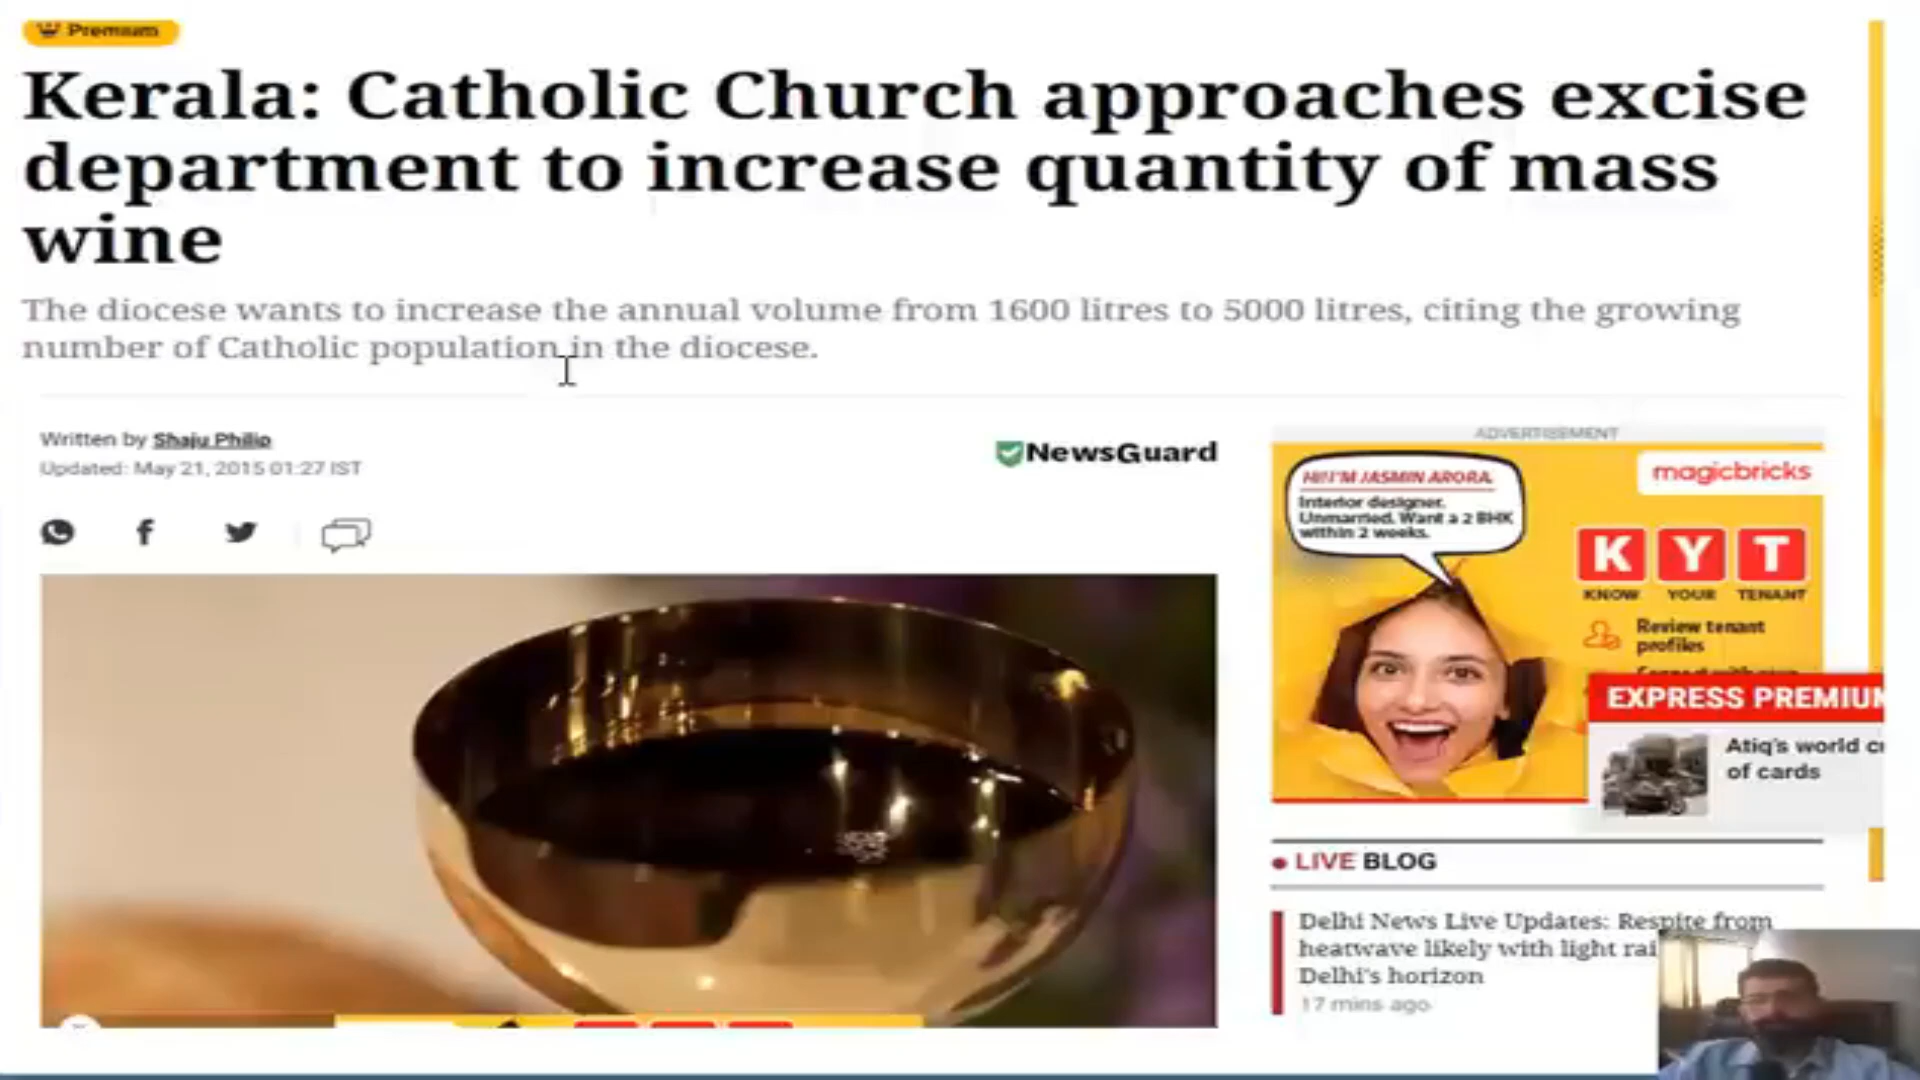 Premium
Kerala: Catholic Church approaches excise
department to increase quantity of mass
wine
The diocese wants to increase the annual volume from 1600 litres to 5000 litres, citing the growing
number of Catholic population in the diocese.
Written by Shaju Philip
Updated: May 21, 2015 01:27 IST
NewsGuard
ADVERTISEMENT
HI! I'M JASMIN ARORA.
Interior designer.
Unmarried. Want a 2 BHK
within 2 weeks.
magicbricks
K Y T
KNOW YOUR TENANT
Review tenant
profiles
EXPRESS PREMIUM
Atiq's world
of cards
LIVE BLOG
Delhi News Live Updates: Respite from
heatwave likely with light
Delhi's horizon
17 mins ago